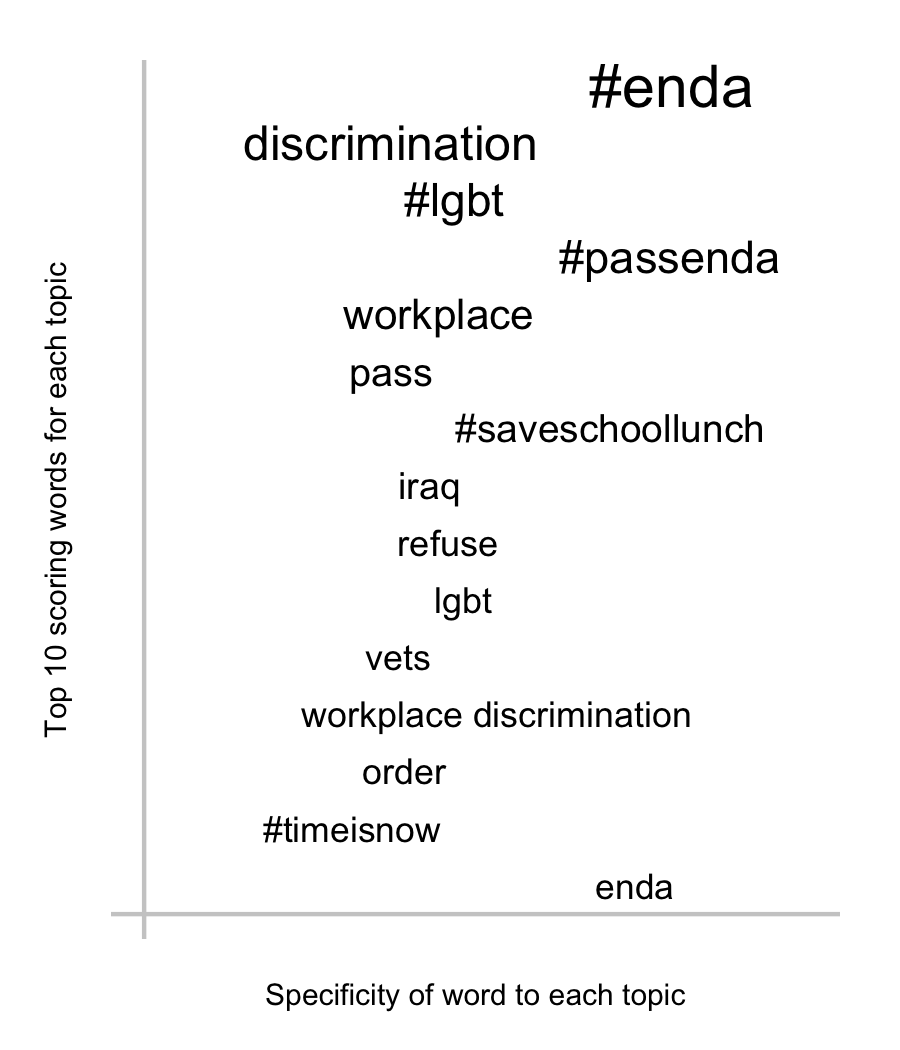 #enda
discrimination
#lgbt
#passenda
workplace
pass
#saveschoollunch
iraq
refuse
lgbt
vets
workplace discrimination
order
#timeisnow
enda
Top 10 scoring words for each topic
Specificity of word to each topic